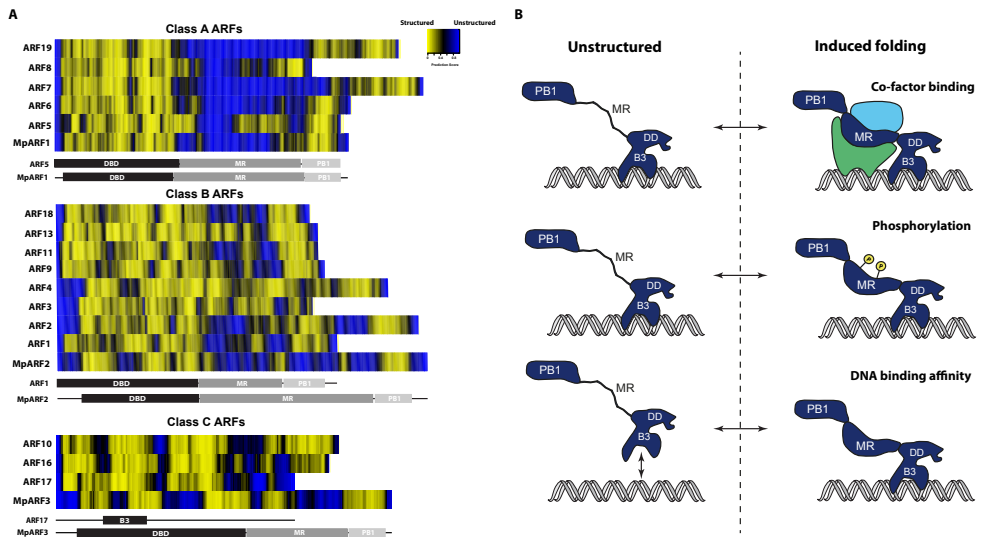 A
Class A ARFs
Structured Unstructured
Prediction Score
ARF19
ARF8
ARF7
ARF6
ARF5
MpARF1
ARF5 DBD MR PB1
MpARF1 DBD MR PB1
Class B ARFs
ARF18
ARF13
ARF11
ARF9
ARF4
ARF3
ARF2
ARF1
MpARF2
ARF1 DBD MR PB1
MpARF2 DBD MR PB1
Class C ARFs
ARF10
ARF16
ARF17
MpARF3
ARF17 B3
MpARF3 DBD MR PB1
B
Unstructured
Induced folding
Co-factor binding
PB1
MR
DD
B3
PB1
MR
DD
B3
Phosphorylation
PB1
MR
DD
B3
PB1
P
P
MR
DD
B3
DNA binding affinity
PB1
MR
DD
B3
PB1
MR
DD
B3